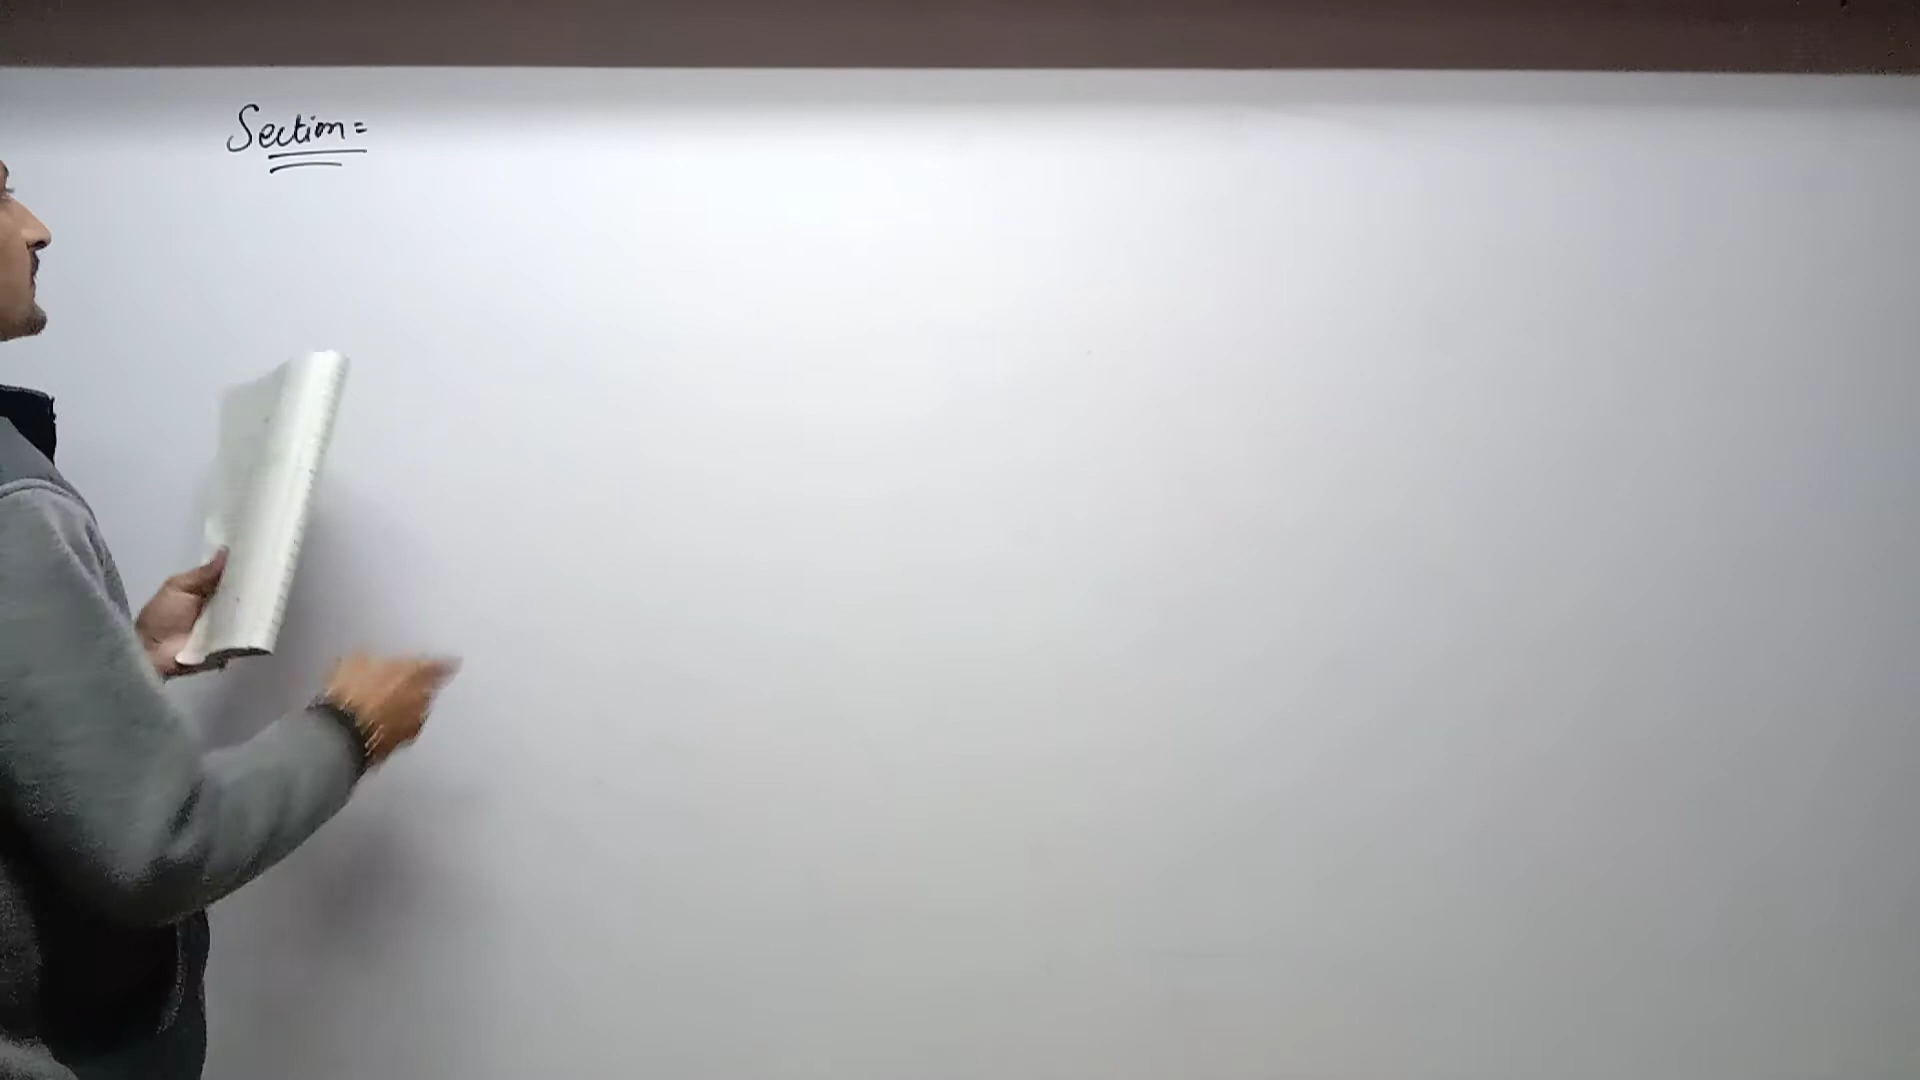 Section =